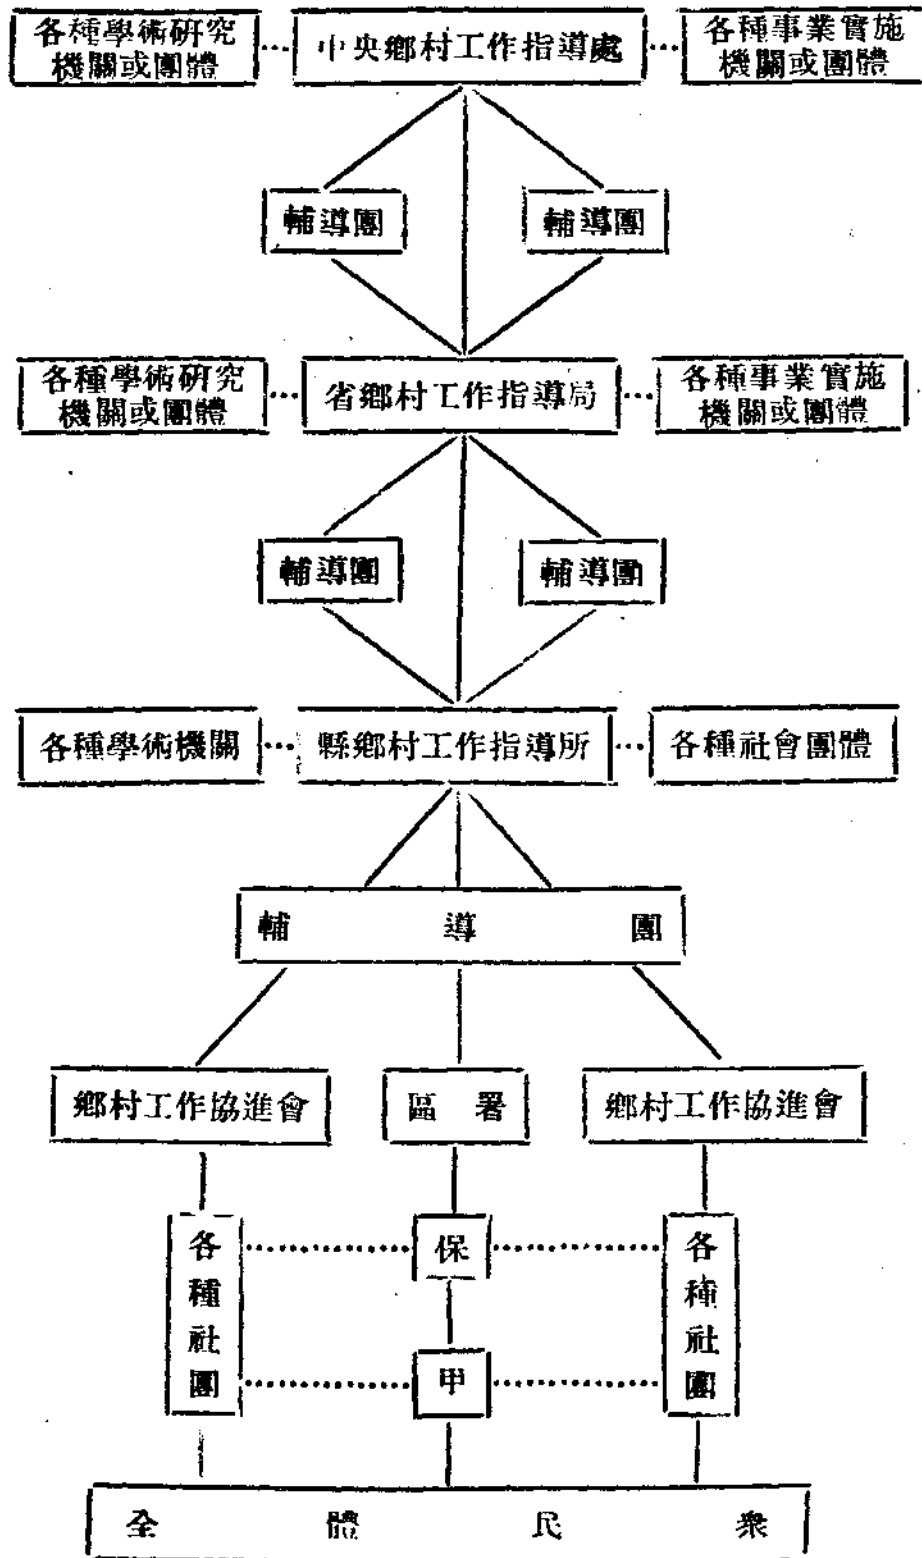 各種學術研究
機關或團體
中央鄉村工作指導處
各種事業實施
機關或團體
輔導團
輔導團
各種學術研究
機關或團體
省鄉村工作指導局
各種事業實施
機關或團體
輔導團
輔導團
各種學術機關
縣鄉村工作指導所
各種社會團體
輔導團
鄉村工作協進會
區署
鄉村工作協進會
各種社團
保
各種社團
甲
全體民衆